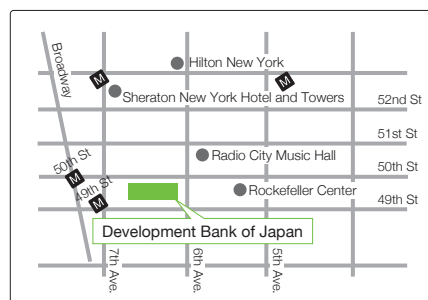 Broadway
Hilton New York
M
M
Sheraton New York Hotel and Towers
52nd St
51st St
50th St
Radio City Music Hall
50th St
M
49th St
M
Rockefeller Center
49th St
Development Bank of Japan
7th Ave.
6th Ave.
5th Ave.